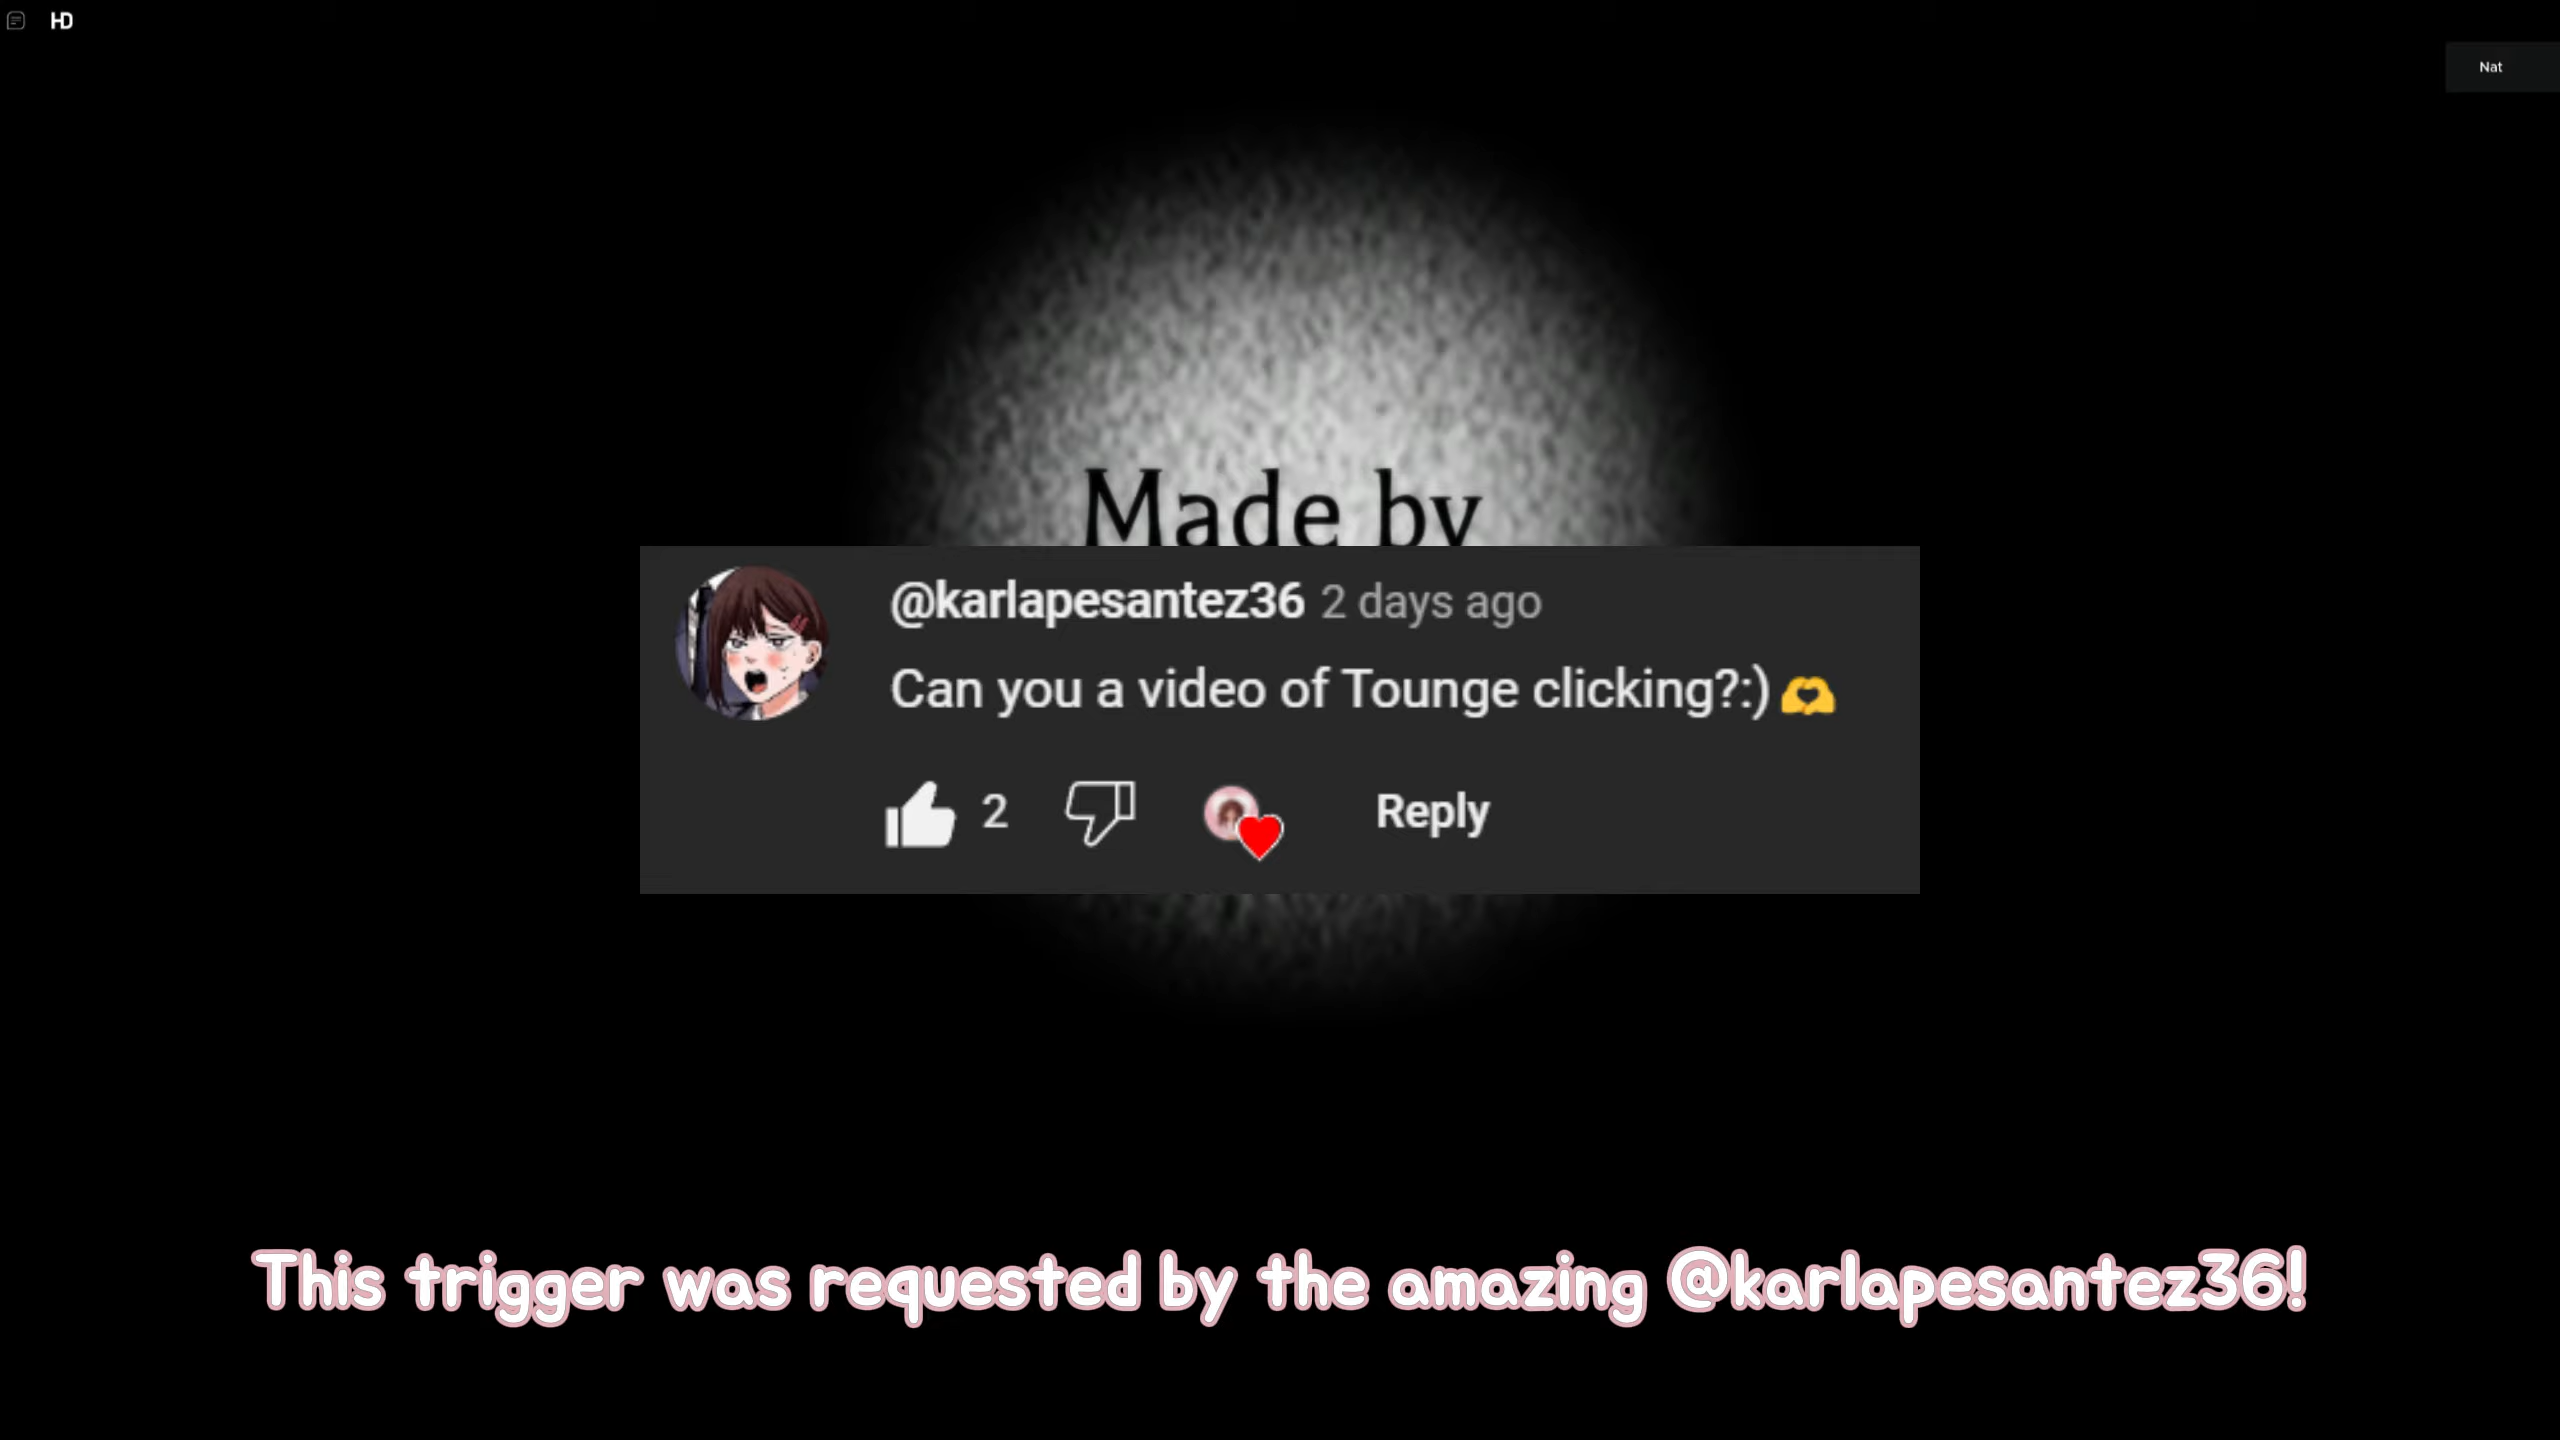 HD
Nat
Made by
@karlapesantez36 2 days ago
Can you a video of Tounge clicking?:) 🫶
2
Reply
This trigger was requested by the amazing @karlapesantez36!